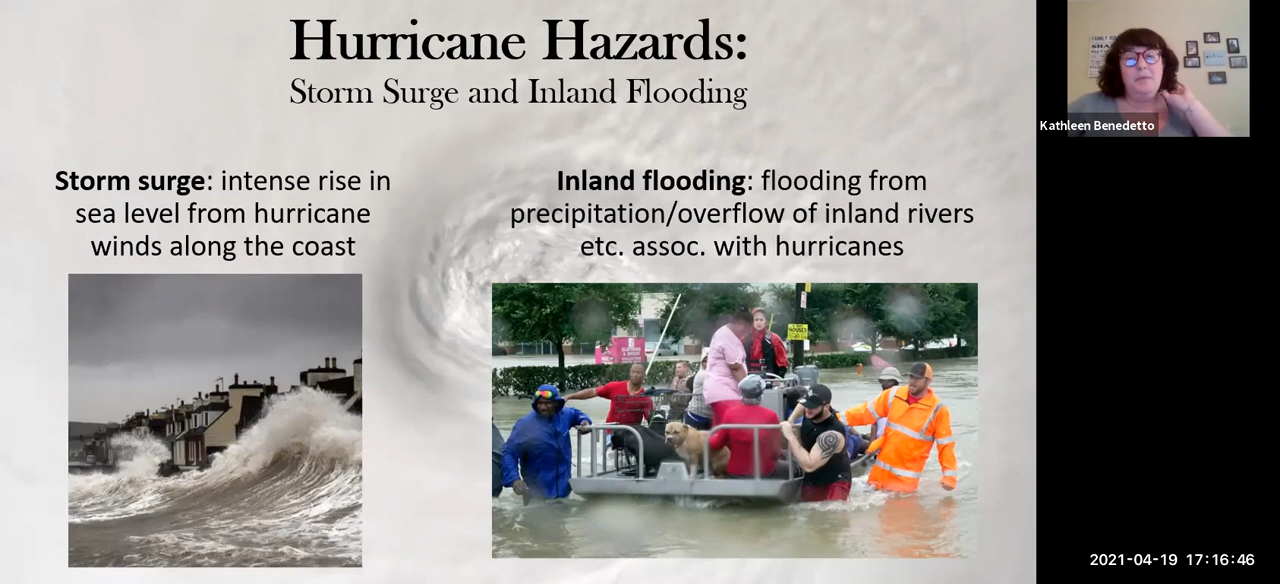 Hurricane Hazards:
Storm Surge and Inland Flooding
Storm surge: intense rise in
sea level from hurricane
winds along the coast
Inland flooding: flooding from
precipitation/overflow of inland rivers
etc. assoc. with hurricanes
HOUSES
Kathleen Benedetto
2021-04-19 17:16:46